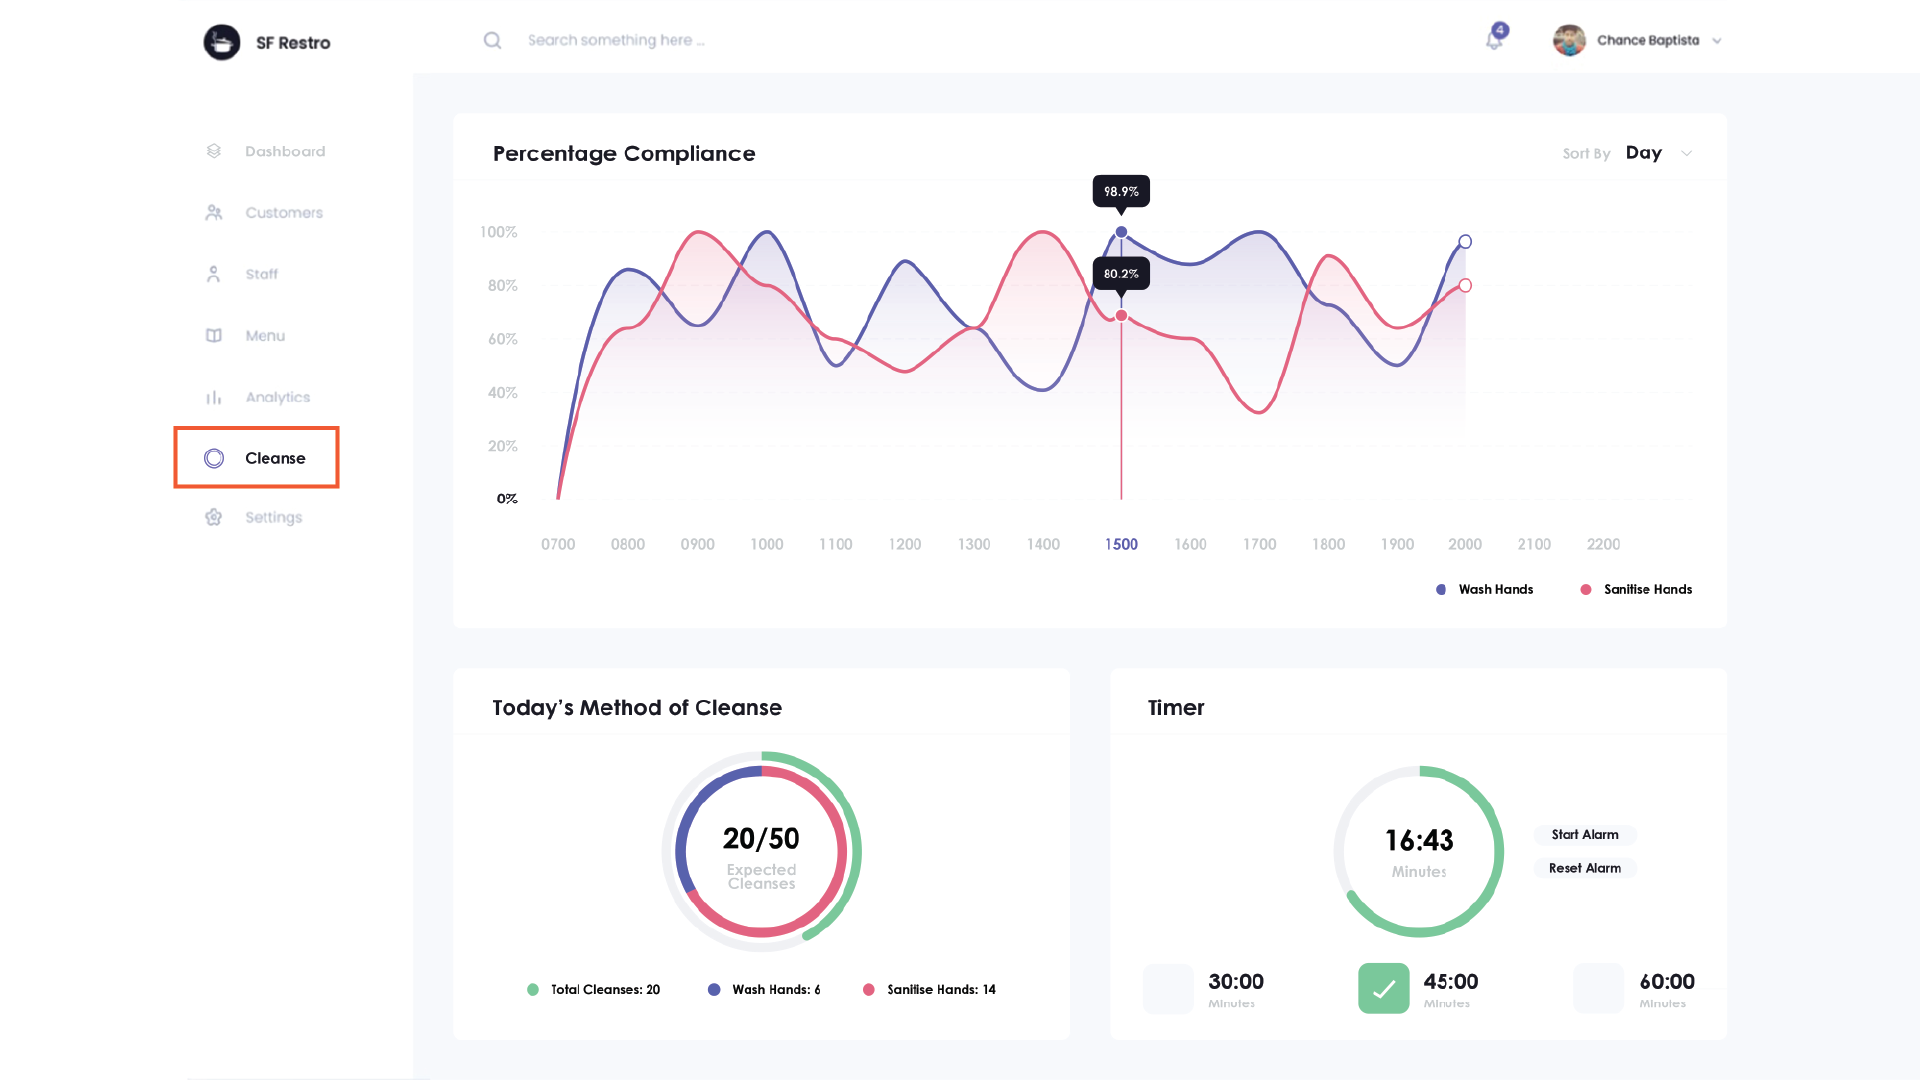 SF Restro
Search something here ...
4
Chance Baptista
Dashboard
Customers
Staff
Menu
Analytics
Cleanse
Settings
Percentage Compliance
Sort By Day
98.9%
80.2%
100%
80%
60%
40%
20%
0%
0700 0800 0900 1000 1100 1200 1300 1400 1500 1600 1700 1800 1900 2000 2100 2200
Wash Hands Sanitise Hands
Today's Method of Cleanse
20/50
Expected
Cleanses
Total Cleanses: 20 Wash Hands: 6 Sanitise Hands: 14
Timer
16:43
Minutes
Start Alarm
Reset Alarm
30:00
Minutes
45:00
Minutes
60:00
Minutes